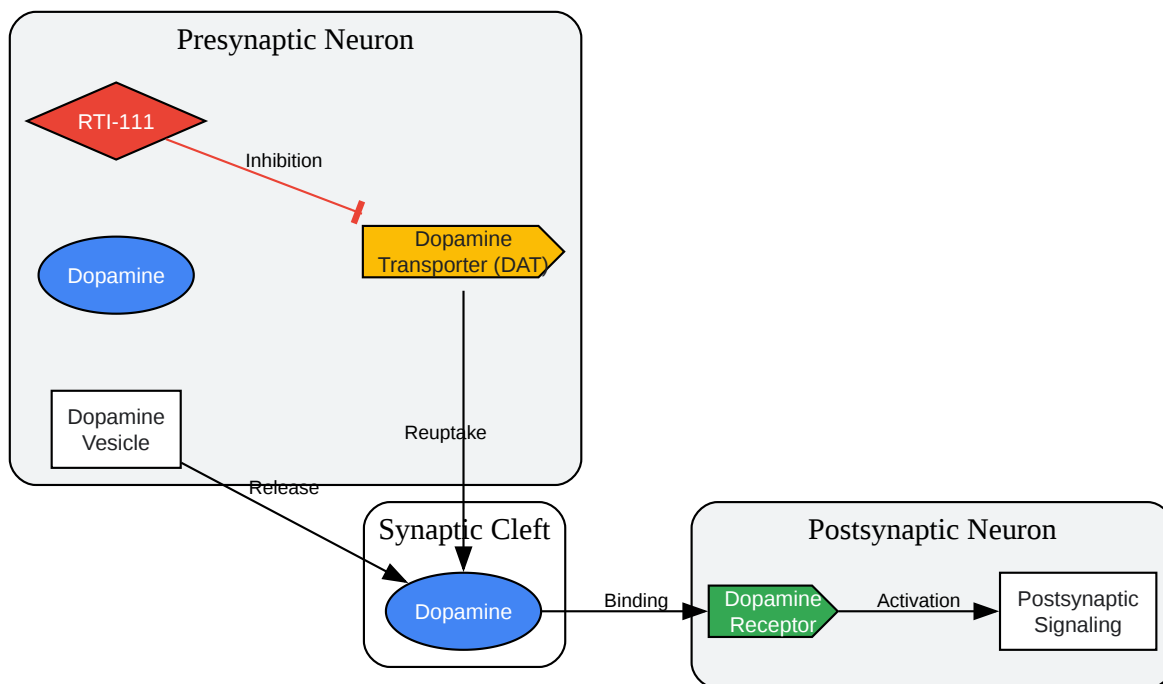 Presynaptic Neuron
RTI-111
Inhibition
Dopamine
Transporter (DAT)
Dopamine
Dopamine
Vesicle
Reuptake
Release
Synaptic Cleft
Dopamine
Binding
Postsynaptic Neuron
Dopamine
Receptor
Activation
Postsynaptic
Signaling